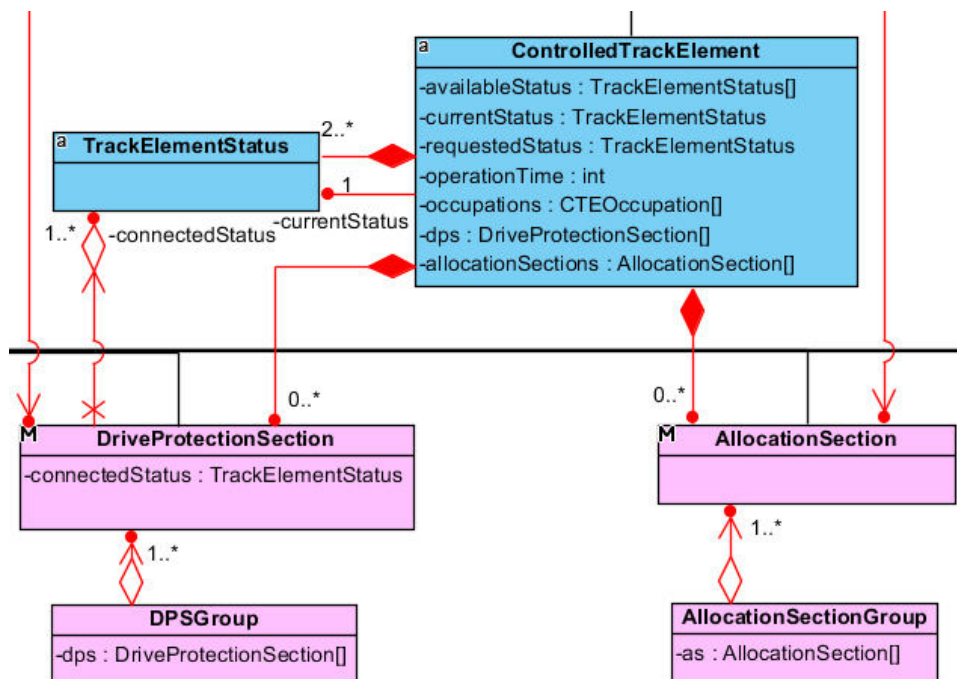 a
ControlledTrackElement
-availableStatus : TrackElementStatus[]
-currentStatus : TrackElementStatus
-requestedStatus : TrackElementStatus
-operationTime : int
-occupations : CTEOccupation[]
-dps : DriveProtectionSection[]
-allocationSections : AllocationSection[]
a
TrackElementStatus
2..*
1
-currentStatus
1..*
-connectedStatus
0..*
0..*
M
DriveProtectionSection
-connectedStatus : TrackElementStatus
M
AllocationSection
1..*
1..*
DPSGroup
-dps : DriveProtectionSection[]
AllocationSectionGroup
-as : AllocationSection[]